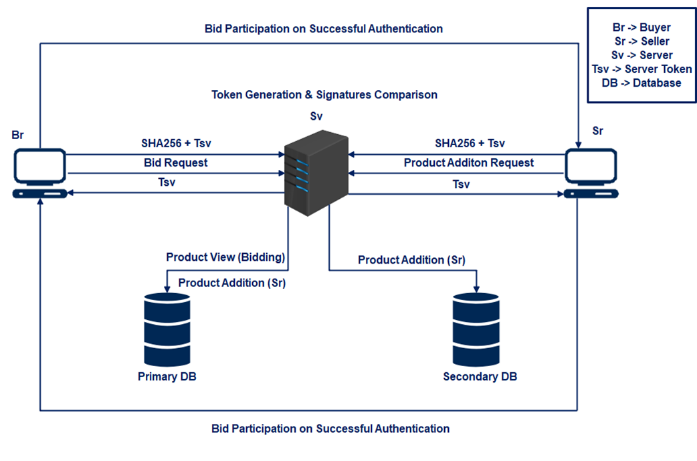 Bid Participation on Successful Authentication
Br -> Buyer
Sr -> Seller
Sv -> Server
Tsv -> Server Token
DB -> Database
Token Generation & Signatures Comparison
Sv
Br
Sr
SHA256 + Tsv
SHA256 + Tsv
Bid Request
Product Additon Request
Tsv
Tsv
Product View (Bidding)
Product Addition (Sr)
Product Addition (Sr)
Primary DB
Secondary DB
Bid Participation on Successful Authentication